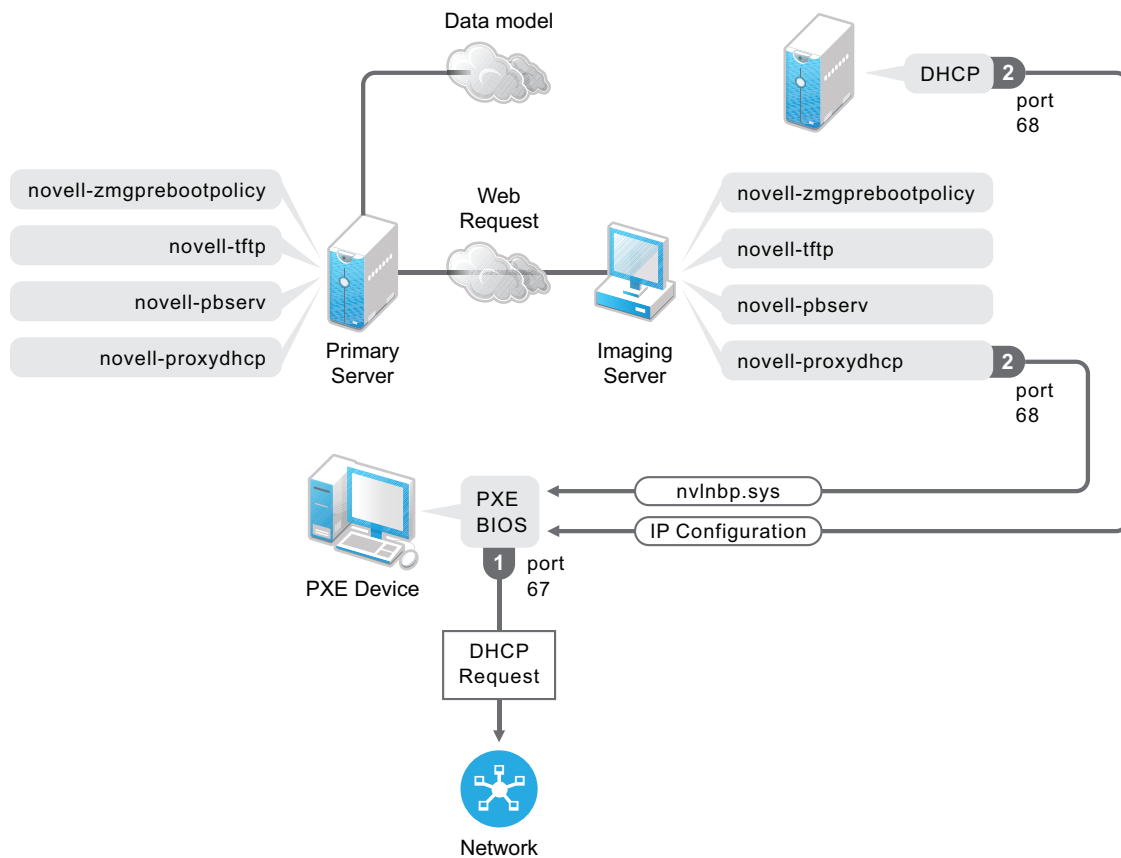 Data model
DHCP
2
port
68
novell-zmgprebootpolicy
novell-tftp
novell-pbserv
novell-proxydhcp
Primary
Server
Web
Request
Imaging
Server
novell-zmgprebootpolicy
novell-tftp
novell-pbserv
novell-proxydhcp
2
port
68
nvlnbp.sys
IP Configuration
PXE
BIOS
1
port
67
PXE Device
DHCP
Request
Network